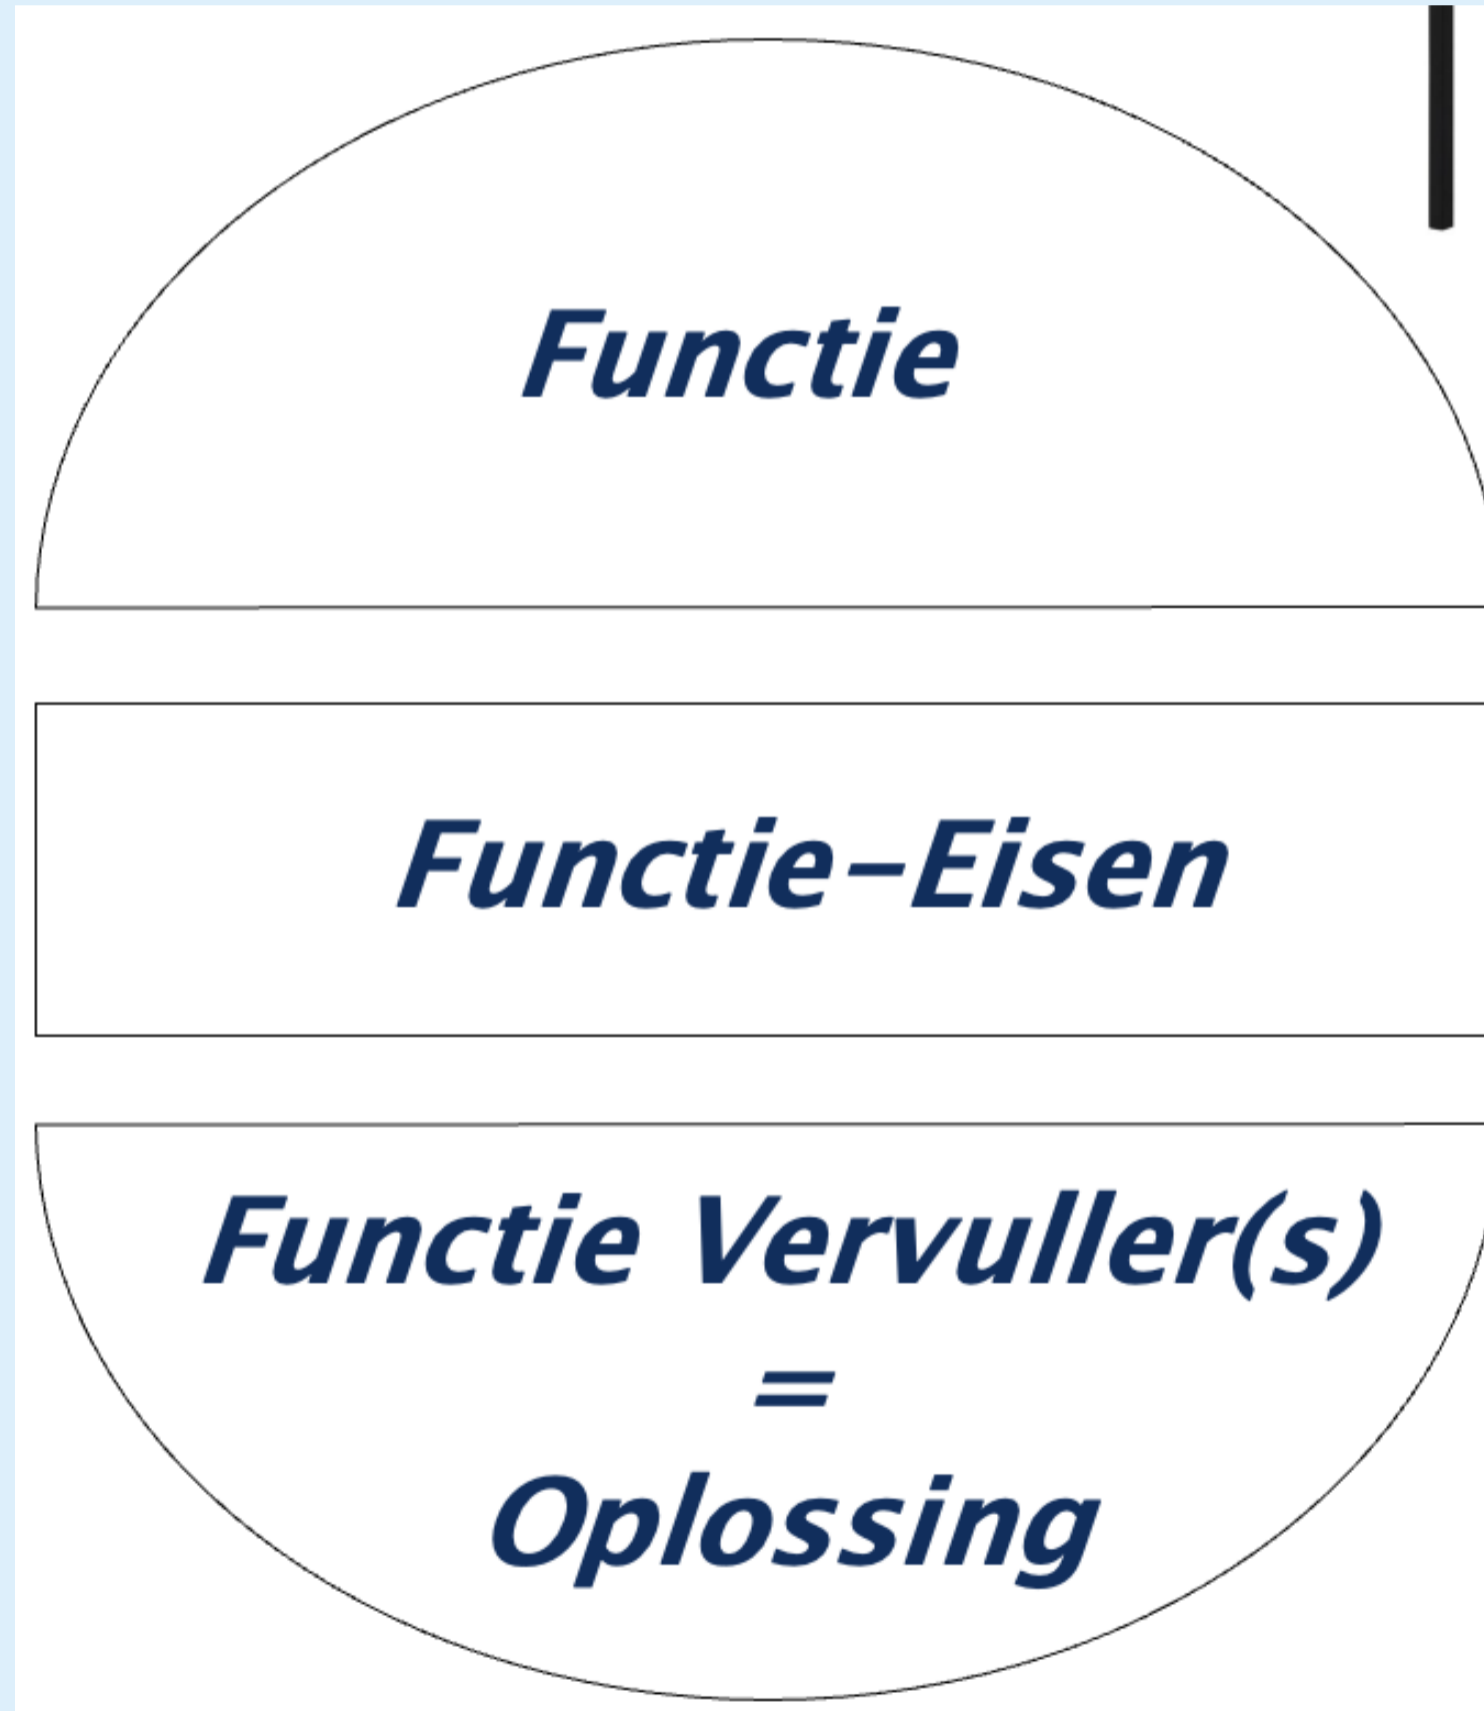 Functie
Functie-Eisen
Functie Vervuller(s)
=
Oplossing